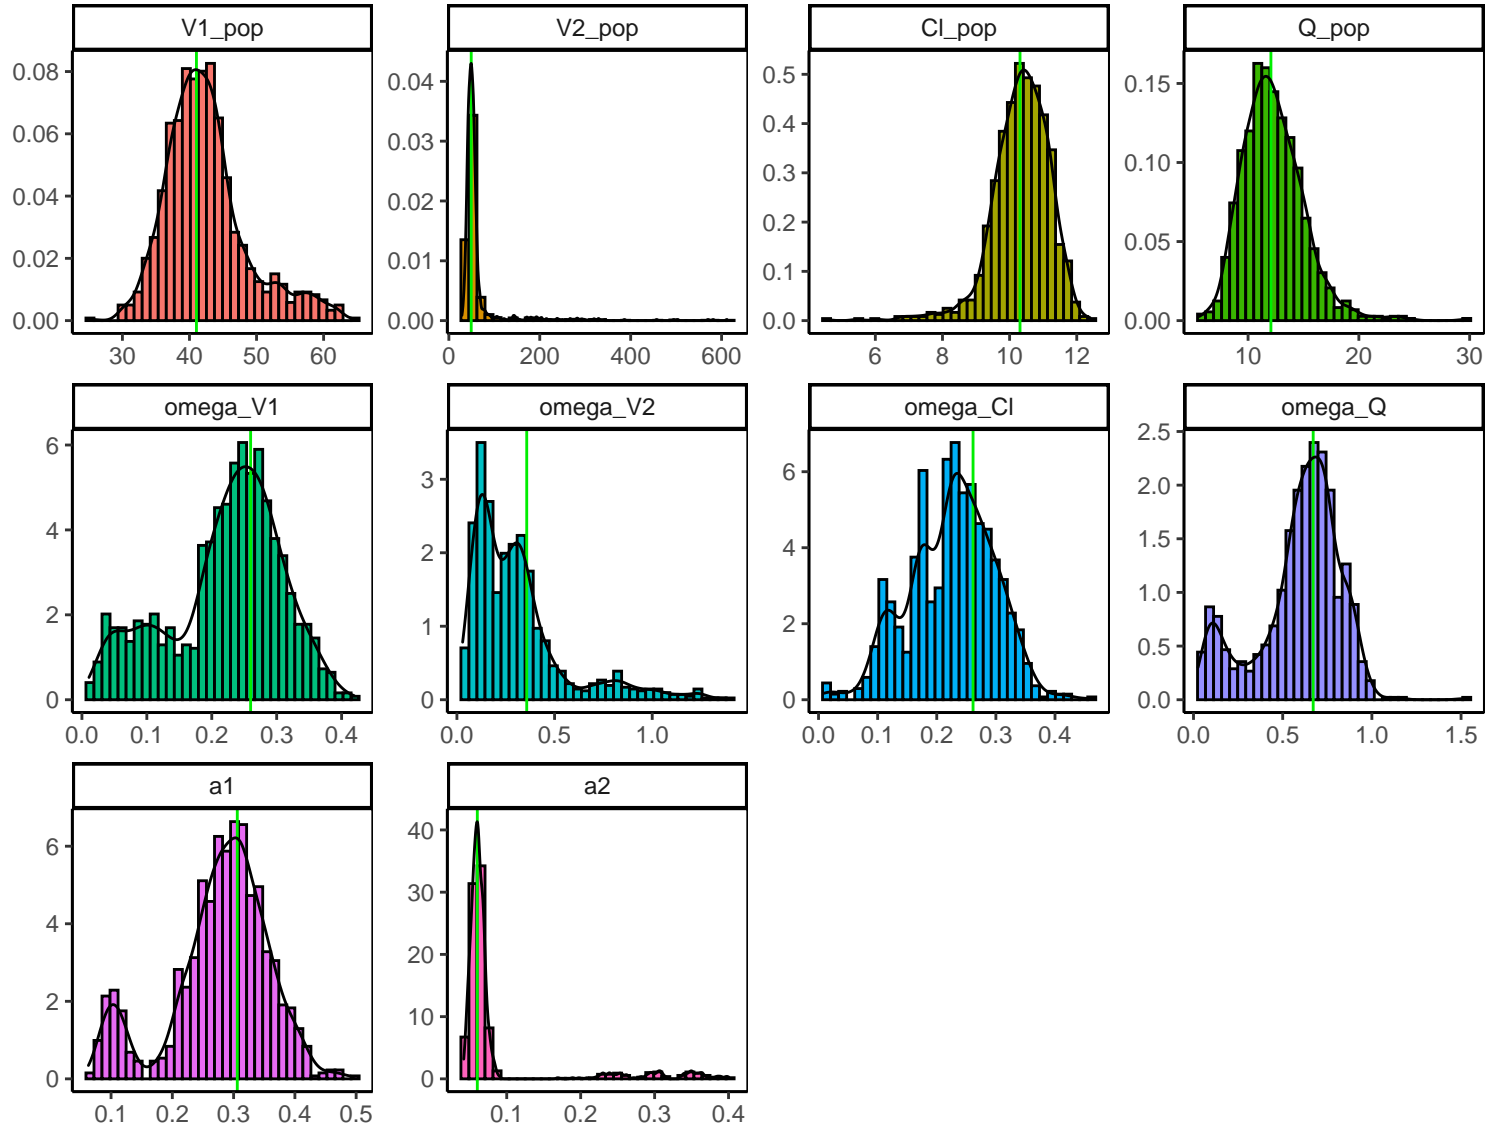 V1_pop V2_pop Cl_pop Q_pop
0.08 0.04 0.5 0.15
0.06 0.03 0.4 0.10
0.04 0.02 0.3 0.05
0.02 0.01 0.2 0.00
0.00 0.00 0.1
0.0
30 40 50 60 0 200 400 600 6 8 10 12 10 20 30
omega_V1 omega_V2 omega_Cl omega_Q
6 3 6 2.5
4 2 4 2.0
2 1 2 1.5
0 0 0 1.0
0.5
0.0
0.0 0.1 0.2 0.3 0.4 0.0 0.5 1.0 0.0 0.1 0.2 0.3 0.4 0.0 0.5 1.0 1.5
a1 a2
6 40
4 30
2 20
0 10
0
0.1 0.2 0.3 0.4 0.5 0.1 0.2 0.3 0.4